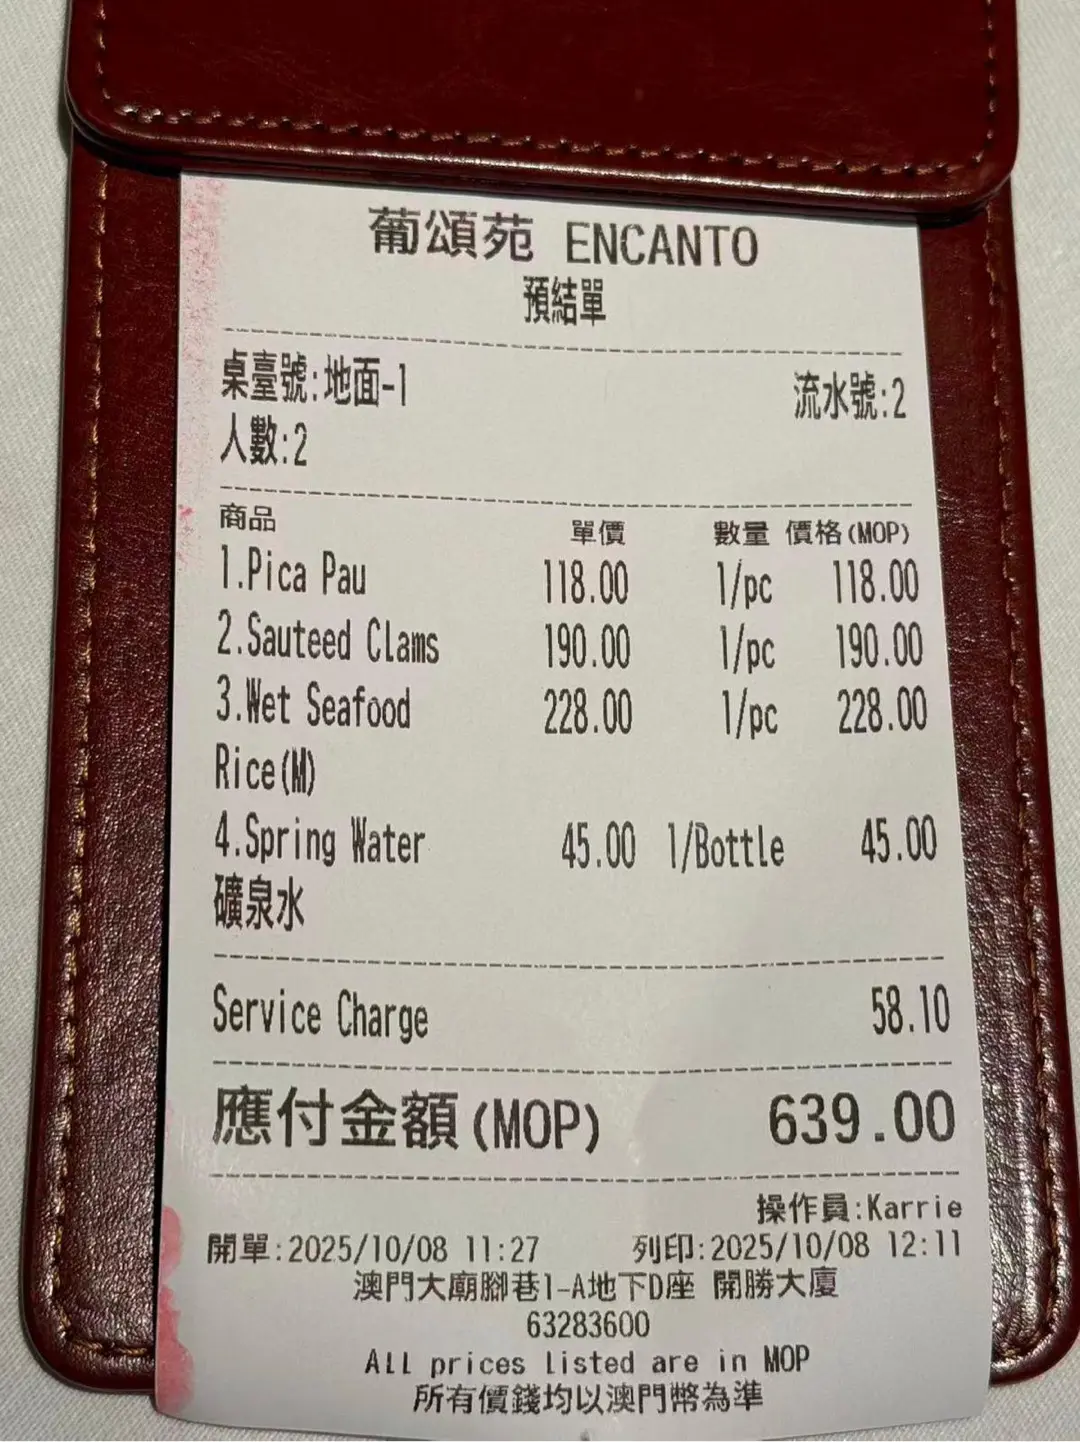 葡頌苑 ENCANTO
預結單
桌臺號:地面-1 流水號:2
人數:2
商品 單價 數量 價格(MOP)
1.Pica Pau 118.00 1/pc 118.00
2.Sauteed Clams 190.00 1/pc 190.00
3.Wet Seafood 228.00 1/pc 228.00
Rice(M)
4.Spring Water 45.00 1/Bottle 45.00
礦泉水
Service Charge 58.10
應付金額(MOP) 639.00
操作員:Karrie
開單:2025/10/08 11:27 列印:2025/10/08 12:11
澳門大廟腳巷1-A地下D座 開勝大廈
63283600
All prices listed are in MOP
所有價錢均以澳門幣為準